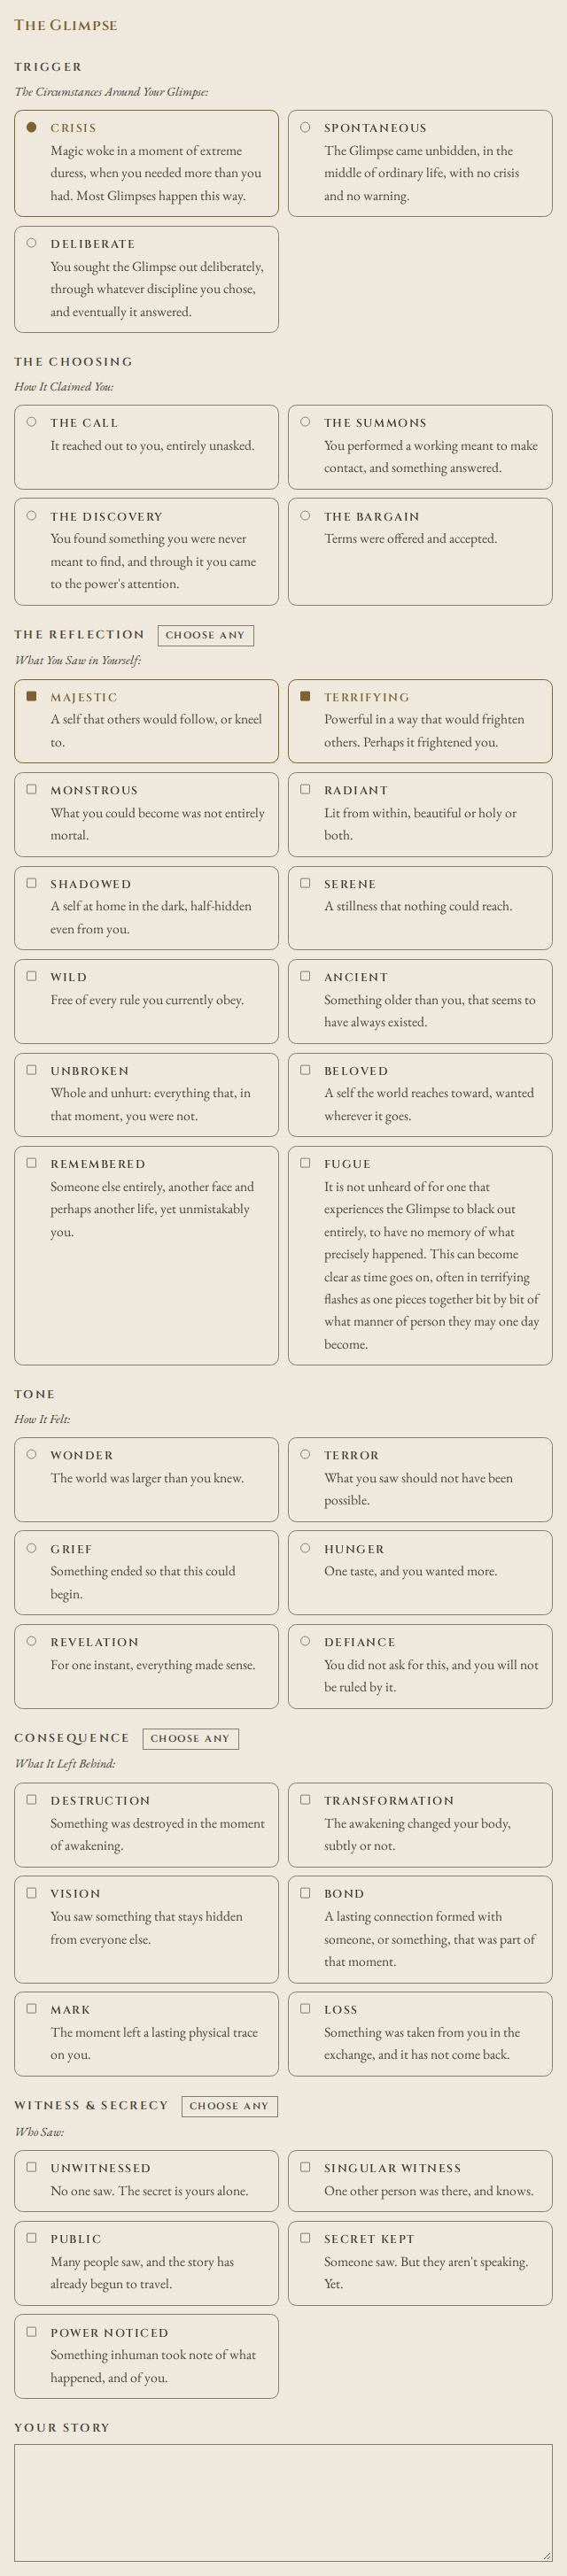 The Glimpse
TRIGGER
The Circumstances Around Your Glimpse:
CRISIS
Magic woke in a moment of extreme
duress, when you needed more than you
had. Most Glimpses happen this way.
SPONTANEOUS
The Glimpse came unbidden, in the
middle of ordinary life, with no crisis
and no warning.
DELIBERATE
You sought the Glimpse out deliberately,
through whatever discipline you chose,
and eventually it answered.
THE CHOOSING
How It Claimed You:
THE CALL
It reached out to you, entirely unasked.
THE SUMMONS
You performed a working meant to make
contact, and something answered.
THE DISCOVERY
You found something you were never
meant to find, and through it you came
to the power's attention.
THE BARGAIN
Terms were offered and accepted.
THE REFLECTION CHOOSE ANY
What You Saw in Yourself:
MAJESTIC
A self that others would follow, or kneel
to.
TERRIFYING
Powerful in a way that would frighten
others. Perhaps it frightened you.
MONSTROUS
What you could become was not entirely
mortal.
RADIANT
Lit from within, beautiful or holy or
both.
SHADOWED
A self at home in the dark, half-hidden
even from you.
SERENE
A stillness that nothing could reach.
WILD
Free of every rule you currently obey.
ANCIENT
Something older than you, that seems to
have always existed.
UNBROKEN
Whole and unhurt: everything that, in
that moment, you were not.
BELOVED
A self the world reaches toward, wanted
wherever it goes.
REMEMBERED
Someone else entirely, another face and
perhaps another life, yet unmistakably
you.
FUGUE
It is not unheard of for one that
experiences the Glimpse to black out
entirely, to have no memory of what
precisely happened. This can become
clear as time goes on, often in terrifying
flashes as one pieces together bit by bit of
what manner of person they may one day
become.
TONE
How It Felt:
WONDER
The world was larger than you knew.
TERROR
What you saw should not have been
possible.
GRIEF
Something ended so that this could
begin.
HUNGER
One taste, and you wanted more.
REVELATION
For one instant, everything made sense.
DEFIANCE
You did not ask for this, and you will not
be ruled by it.
CONSEQUENCE CHOOSE ANY
What It Left Behind:
DESTRUCTION
Something was destroyed in the moment
of awakening.
TRANSFORMATION
The awakening changed your body,
subtly or not.
VISION
You saw something that stays hidden
from everyone else.
BOND
A lasting connection formed with
someone, or something, that was part of
that moment.
MARK
The moment left a lasting physical trace
on you.
LOSS
Something was taken from you in the
exchange, and it has not come back.
WITNESS & SECRECY CHOOSE ANY
Who Saw:
UNWITNESSED
No one saw. The secret is yours alone.
SINGULAR WITNESS
One other person was there, and knows.
PUBLIC
Many people saw, and the story has
already begun to travel.
SECRET KEPT
Someone saw. But they aren't speaking.
Yet.
POWER NOTICED
Something inhuman took note of what
happened, and of you.
YOUR STORY